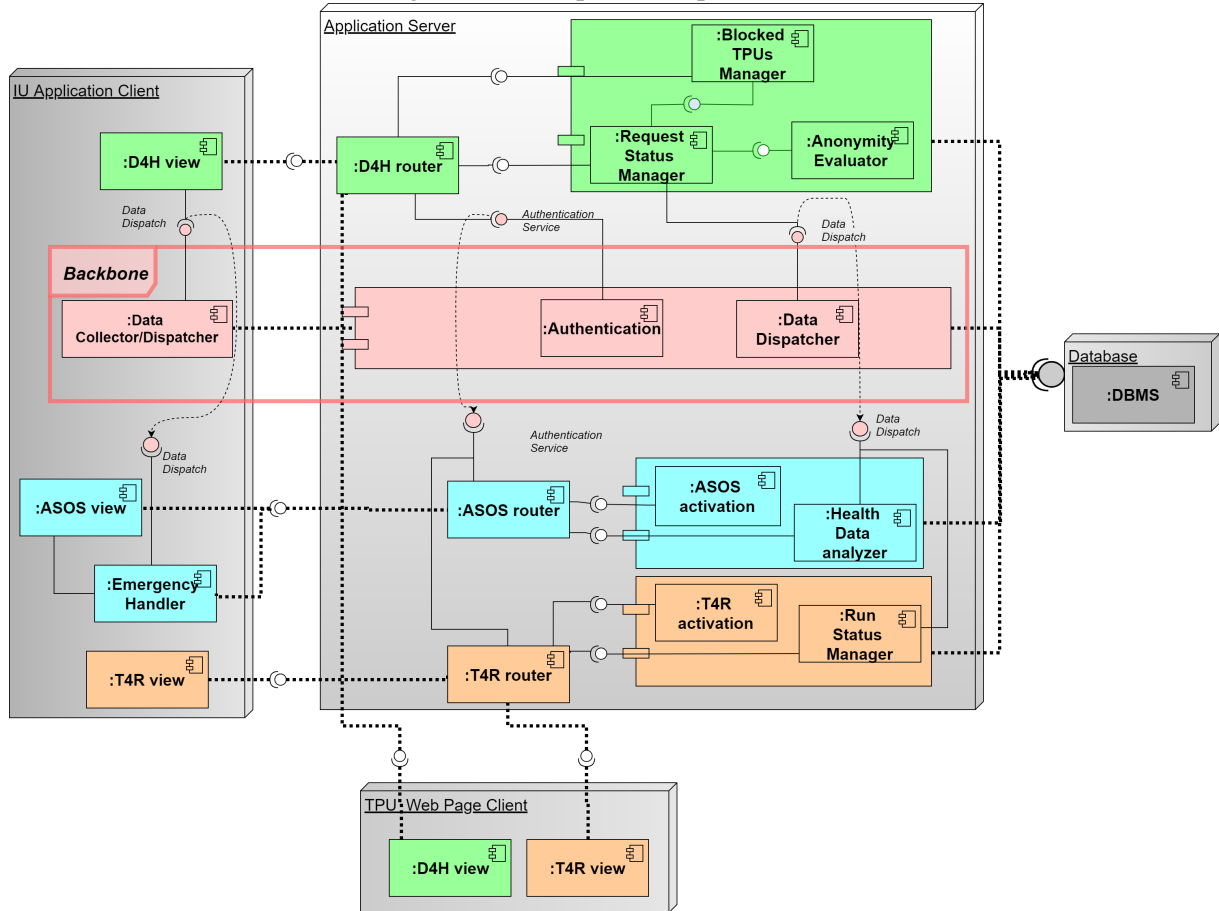 Application Server
:Blocked
TPUs
Manager
:Request
Status
Manager
:Anonymity
Evaluator
:D4H router
IU Application Client
:D4H view
Data
Dispatch
Authentication
Service
Data
Dispatch
Backbone
:Data
Collector/Dispatcher
:Authentication
:Data
Dispatcher
Database
:DBMS
Data
Dispatch
Authentication
Service
Data
Dispatch
:ASOS view
:Emergency
Handler
:T4R view
:ASOS router
:ASOS
activation
:Health
Data
analyzer
:T4R
activation
:Run
Status
Manager
:T4R router
TPU Web Page Client
:D4H view
:T4R view